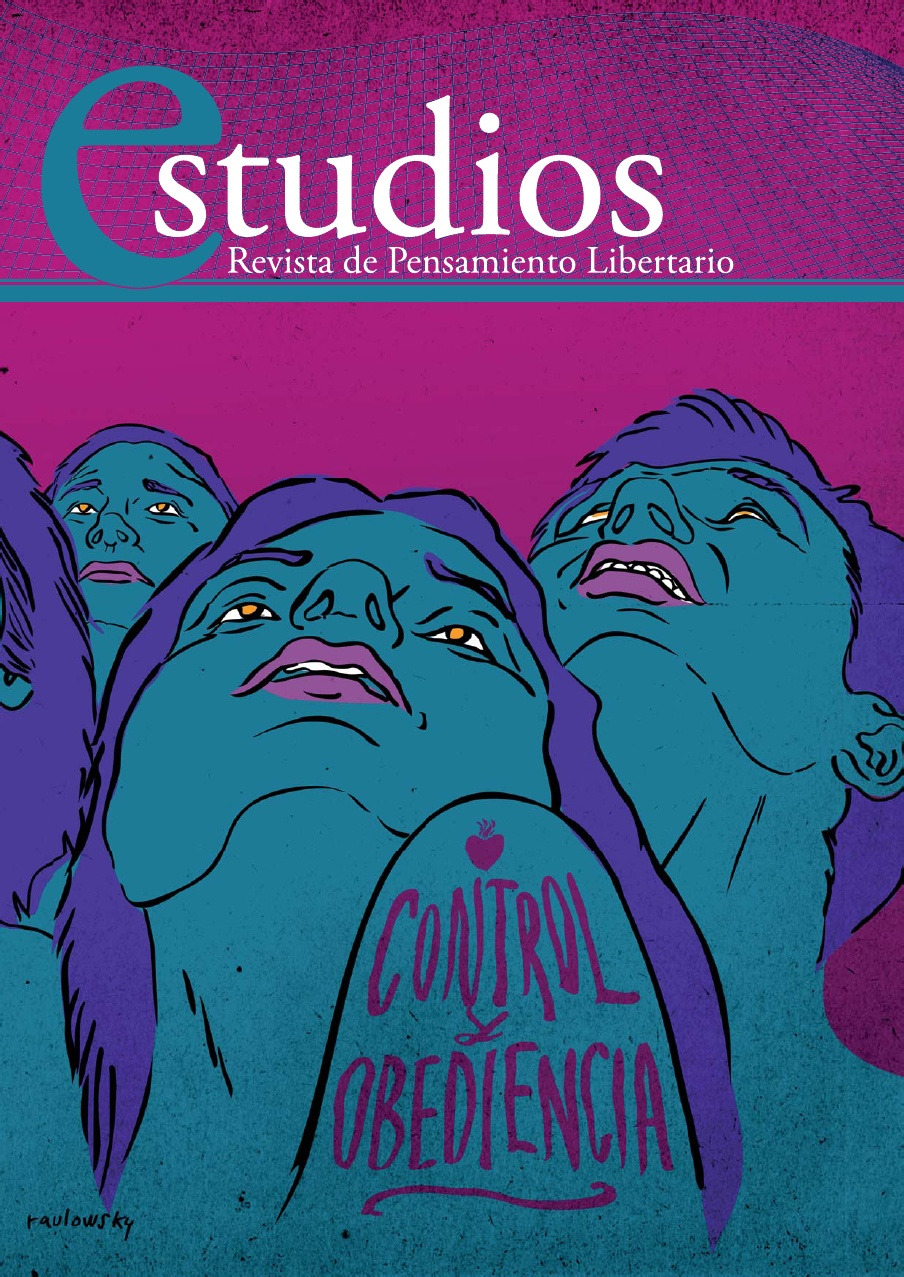 estudios
Revista de Pensamiento Libertario
CONTROL
y
OBEDIENCIA
raulowsky